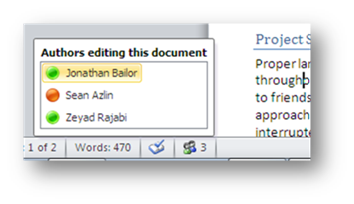 Authors editing this document
Jonathan Bailor
Sean Azlin
Zeyad Rajabi
1 of 2 Words: 470 3
Project S
Proper lan
through
to friends
approach
interrupte